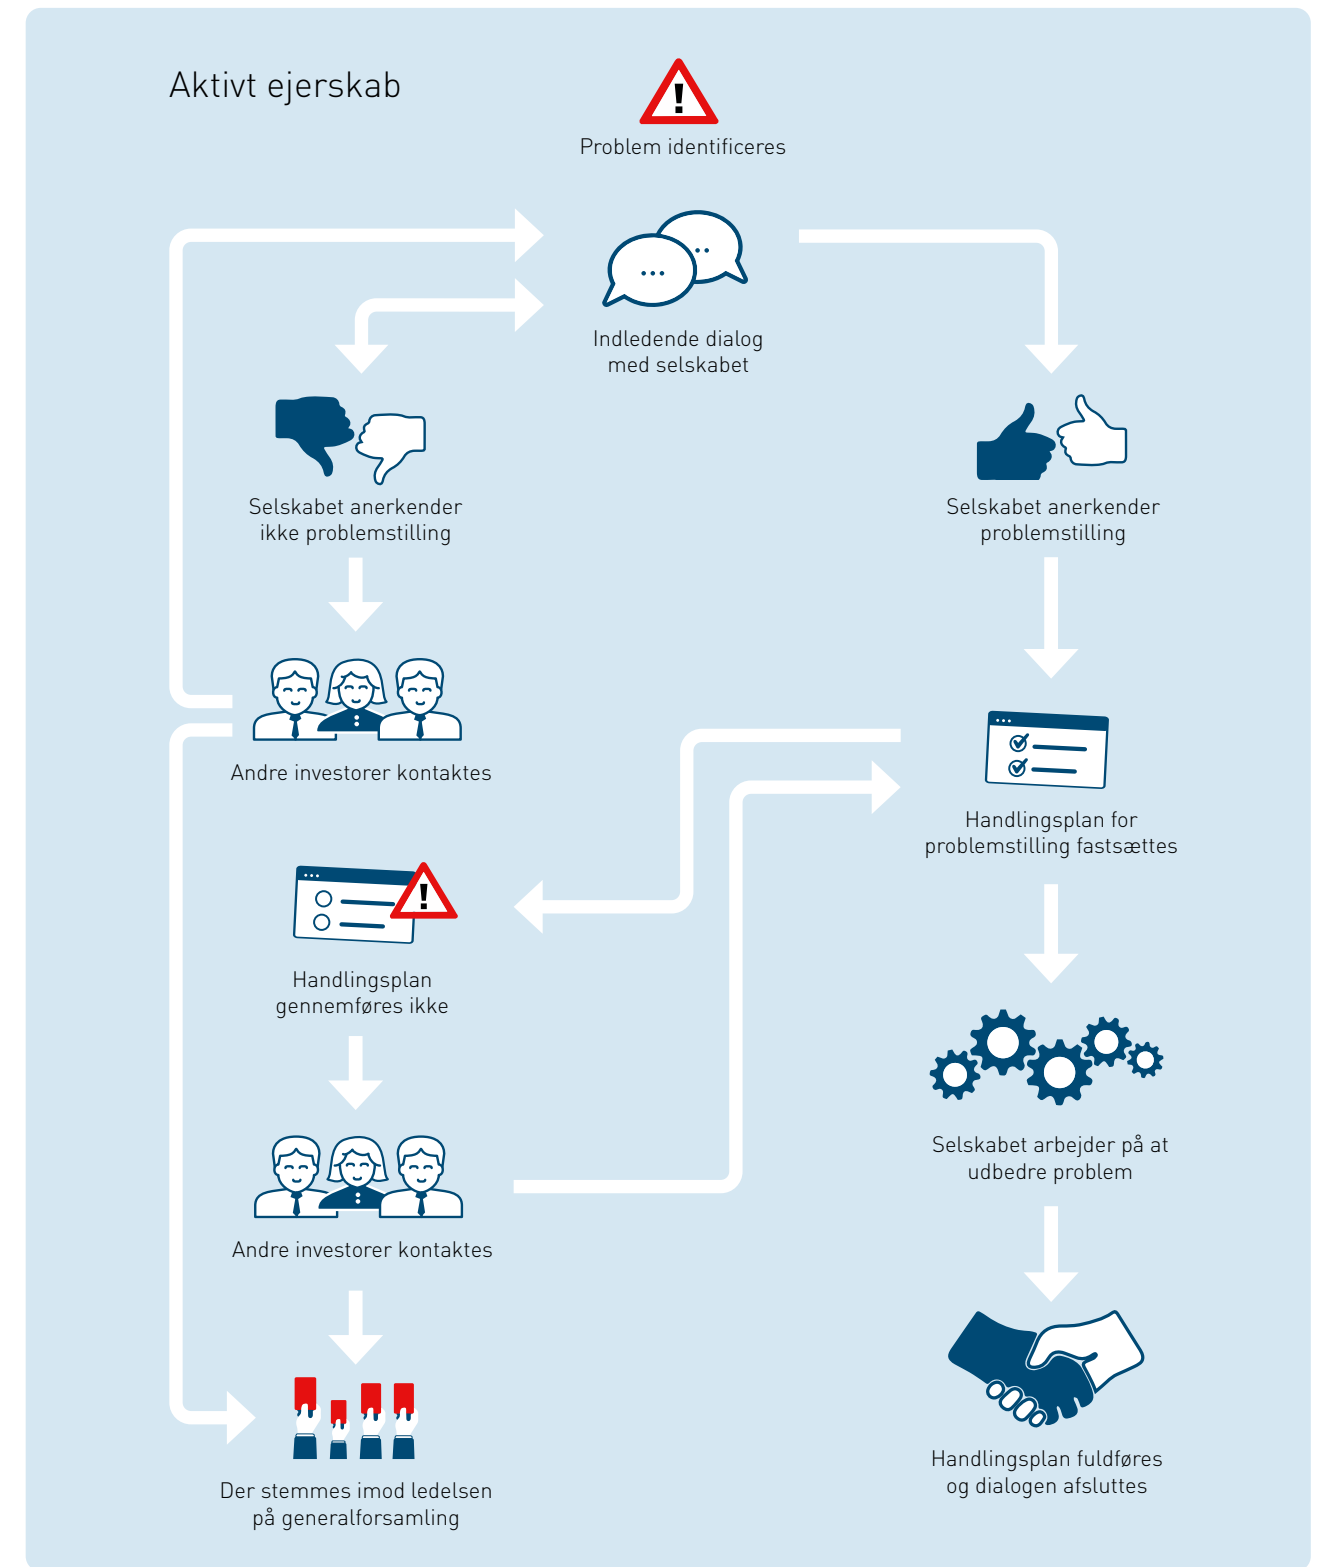 Aktivt ejerskab
Problem identificeres
Indledende dialog
med selskabet
Selskabet anerkender
ikke problemstilling
Selskabet anerkender
problemstilling
Andre investorer kontaktes
Handlingsplan for
problemstilling fastsættes
Handlingsplan
gennemføres ikke
Selskabet arbejder på at
udbedre problem
Andre investorer kontaktes
Handlingsplan fuldføres
og dialogen afsluttes
Der stemmes imod ledelsen
på generalforsamling